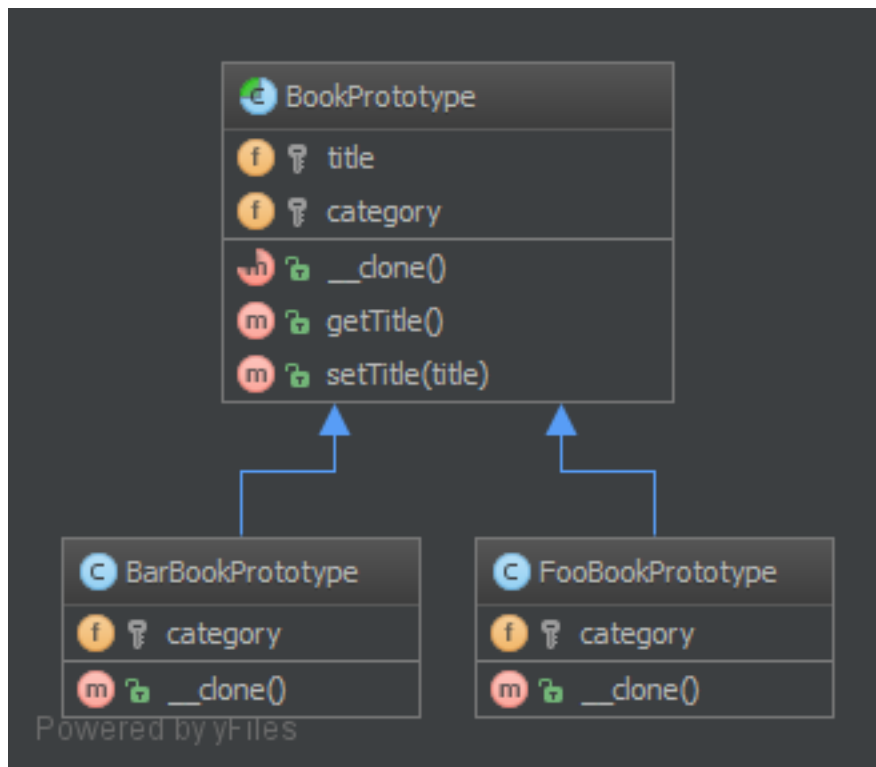 BookPrototype
f title
f category
m __clone()
m getTitle()
m setTitle(title)
C BarBookPrototype
f category
m __clone()
C FooBookPrototype
f category
m __clone()
Powered by yFiles